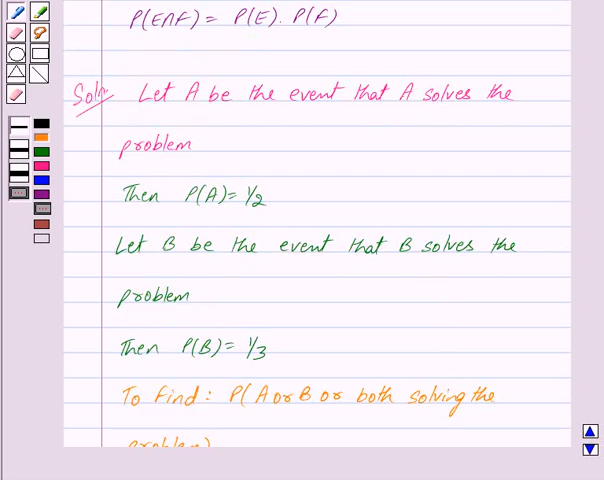 P(E∩F) = P(E). P(F)
Soln. Let A be the event that A solves the
problem
Then P(A) = 1/2
Let B be the event that B solves the
problem
Then P(B) = 1/3
To find: P( A or B or both solving the
problem)